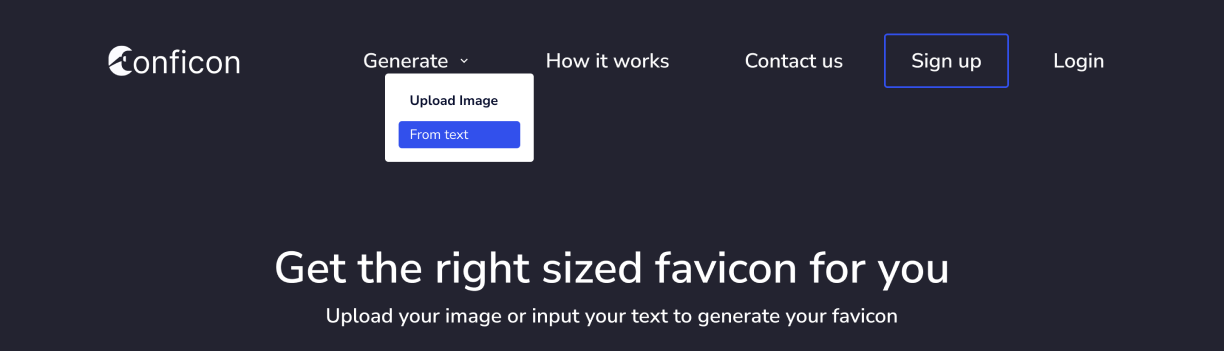 Conficon
Generate
How it works
Contact us
Sign up
Login
Upload Image
From text
Get the right sized favicon for you
Upload your image or input your text to generate your favicon